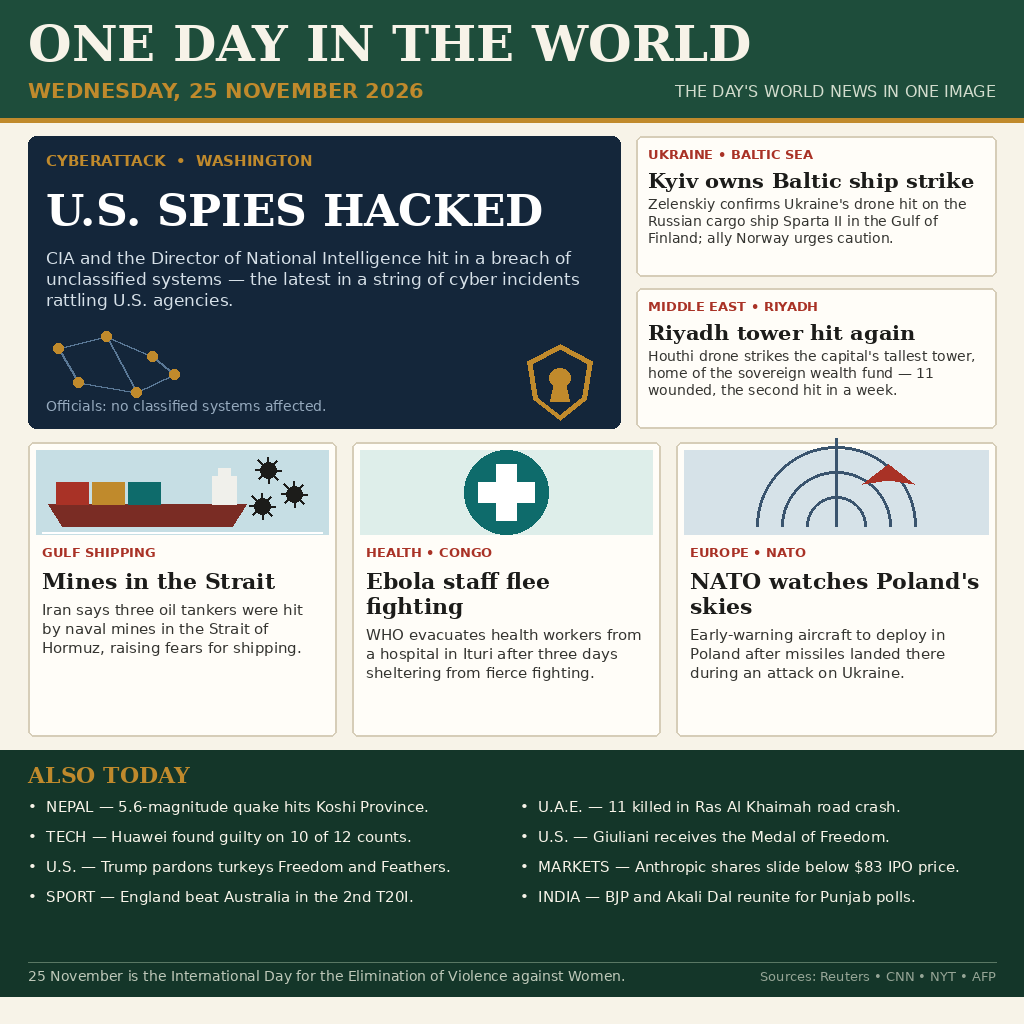 ONE DAY IN THE WORLD
WEDNESDAY, 25 NOVEMBER 2026
THE DAY'S WORLD NEWS IN ONE IMAGE
CYBERATTACK • WASHINGTON
U.S. SPIES HACKED
CIA and the Director of National Intelligence hit in a breach of
unclassified systems — the latest in a string of cyber incidents
rattling U.S. agencies.
Officials: no classified systems affected.
UKRAINE • BALTIC SEA
Kyiv owns Baltic ship strike
Zelenskiy confirms Ukraine's drone hit on the
Russian cargo ship Sparta II in the Gulf of
Finland; ally Norway urges caution.
MIDDLE EAST • RIYADH
Riyadh tower hit again
Houthi drone strikes the capital's tallest tower,
home of the sovereign wealth fund — 11
wounded, the second hit in a week.
GULF SHIPPING
Mines in the Strait
Iran says three oil tankers were hit
by naval mines in the Strait of
Hormuz, raising fears for shipping.
HEALTH • CONGO
Ebola staff flee
fighting
WHO evacuates health workers from
a hospital in Ituri after three days
sheltering from fierce fighting.
EUROPE • NATO
NATO watches Poland's
skies
Early-warning aircraft to deploy in
Poland after missiles landed there
during an attack on Ukraine.
ALSO TODAY
• NEPAL — 5.6-magnitude quake hits Koshi Province.
• TECH — Huawei found guilty on 10 of 12 counts.
• U.S. — Trump pardons turkeys Freedom and Feathers.
• SPORT — England beat Australia in the 2nd T20I.
• U.A.E. — 11 killed in Ras Al Khaimah road crash.
• U.S. — Giuliani receives the Medal of Freedom.
• MARKETS — Anthropic shares slide below $83 IPO price.
• INDIA — BJP and Akali Dal reunite for Punjab polls.
25 November is the International Day for the Elimination of Violence against Women.
Sources: Reuters • CNN • NYT • AFP